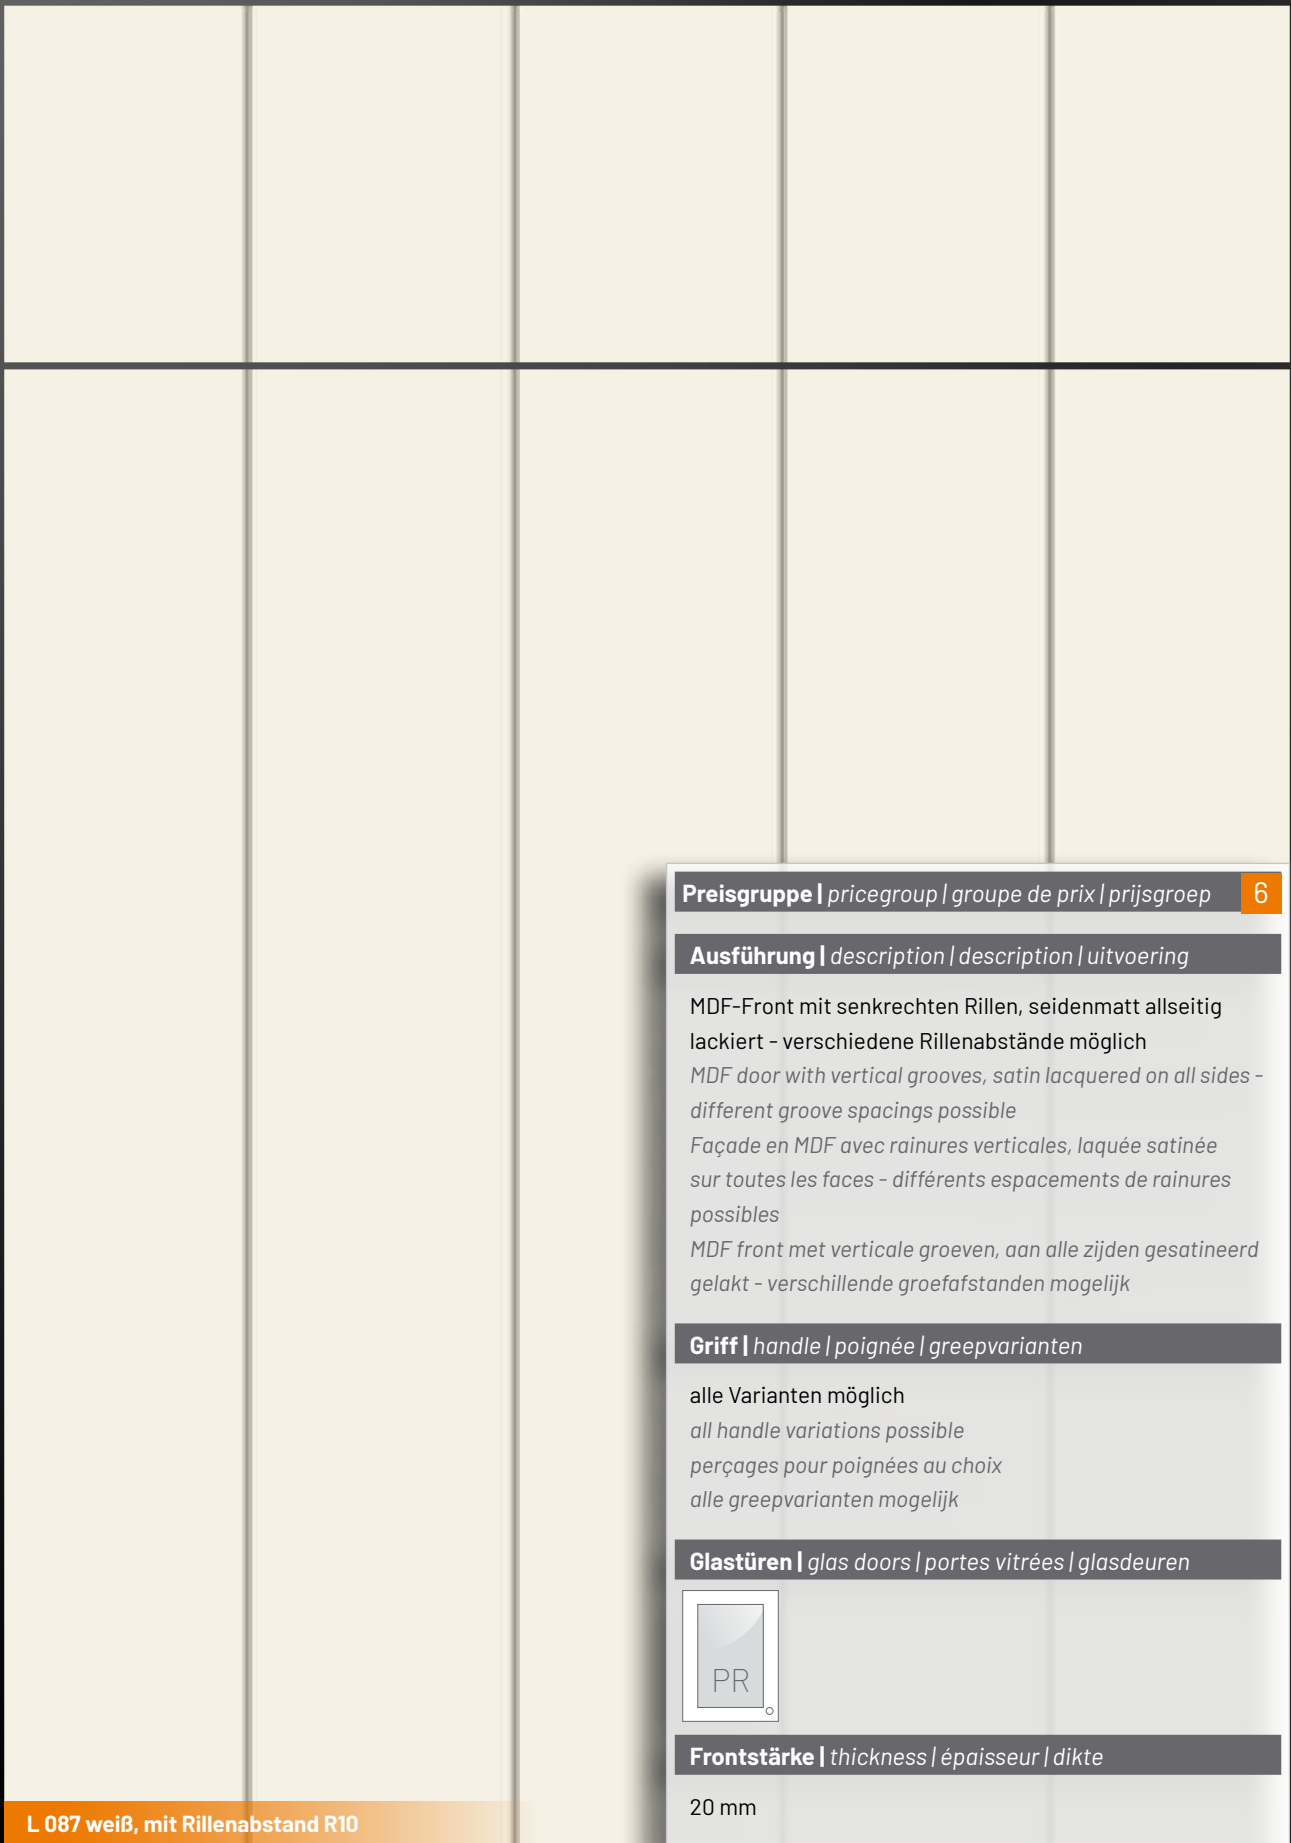 Preisgruppe | pricegroup | groupe de prix | prijsgroep 6
Ausführung | description | description | uitvoering
MDF-Front mit senkrechten Rillen, seidenmatt allseitig
lackiert - verschiedene Rillenabstände möglich
MDF door with vertical grooves, satin lacquered on all sides -
different groove spacings possible
Façade en MDF avec rainures verticales, laquée satinée
sur toutes les faces - différents espacements de rainures
possibles
MDF front met verticale groeven, aan alle zijden gesatineerd
gelakt - verschillende groefafstanden mogelijk
Griff | handle | poignée | greepvarianten
alle Varianten möglich
all handle variations possible
perçages pour poignées au choix
alle greepvarianten mogelijk
Glastüren | glas doors | portes vitrées | glasdeuren
PR
Frontstärke | thickness | épaisseur | dikte
20 mm
L 087 weiß, mit Rillenabstand R10